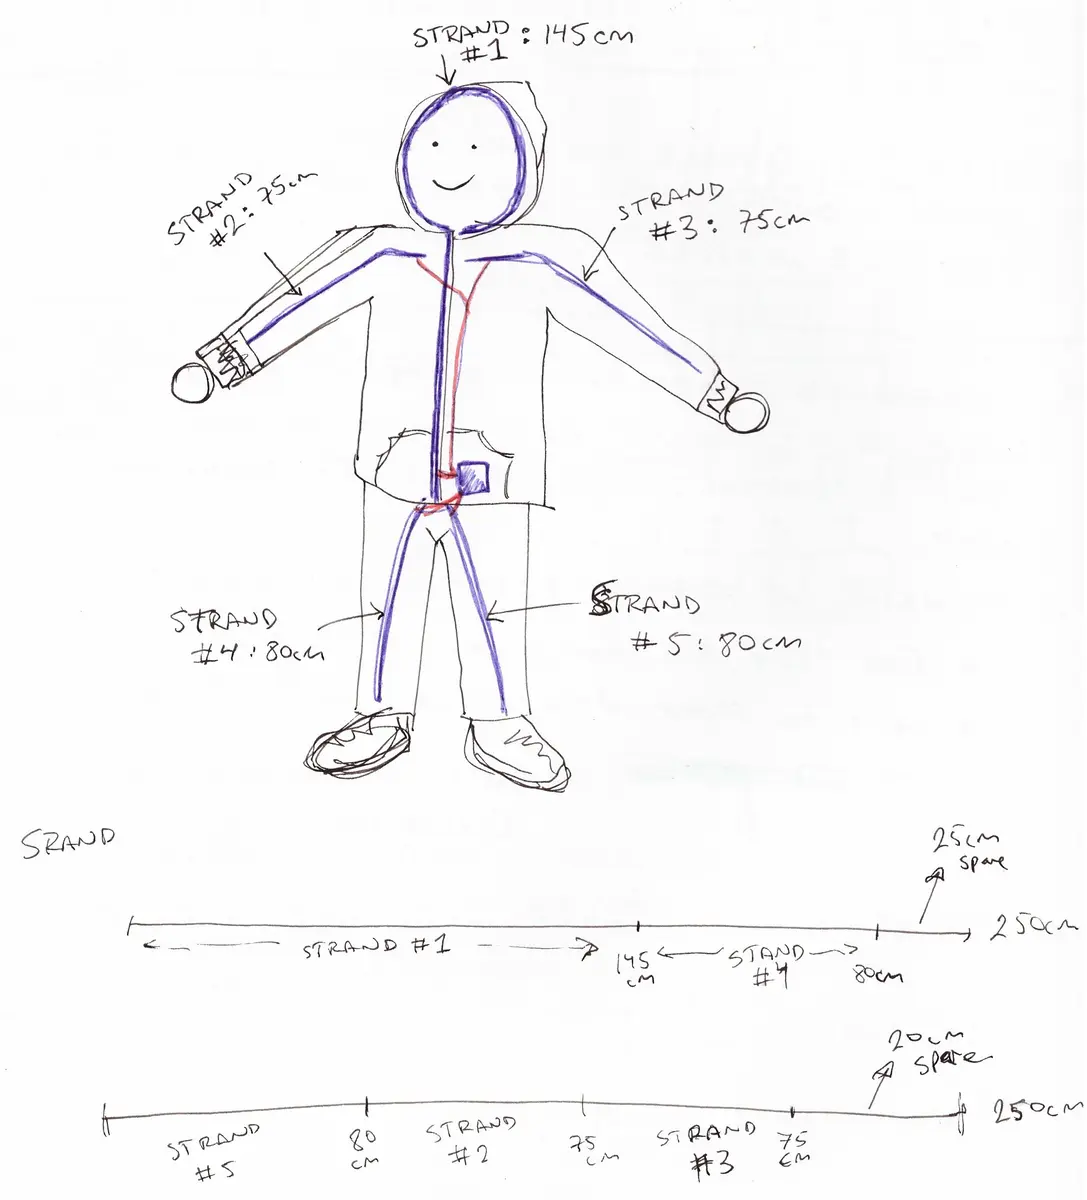 STRAND : 145cm
#1
STRAND
#2 : 75cm
STRAND
#3 : 75cm
STRAND
#4 : 80cm
STRAND
#5 : 80cm
SRAND
25cm
spare
250cm
STRAND #1
145
cm
STAND
#4
80cm
20cm
spare
250cm
STRAND
#5
80
cm
STRAND
#2
75
cm
STRAND
#3
75
cm